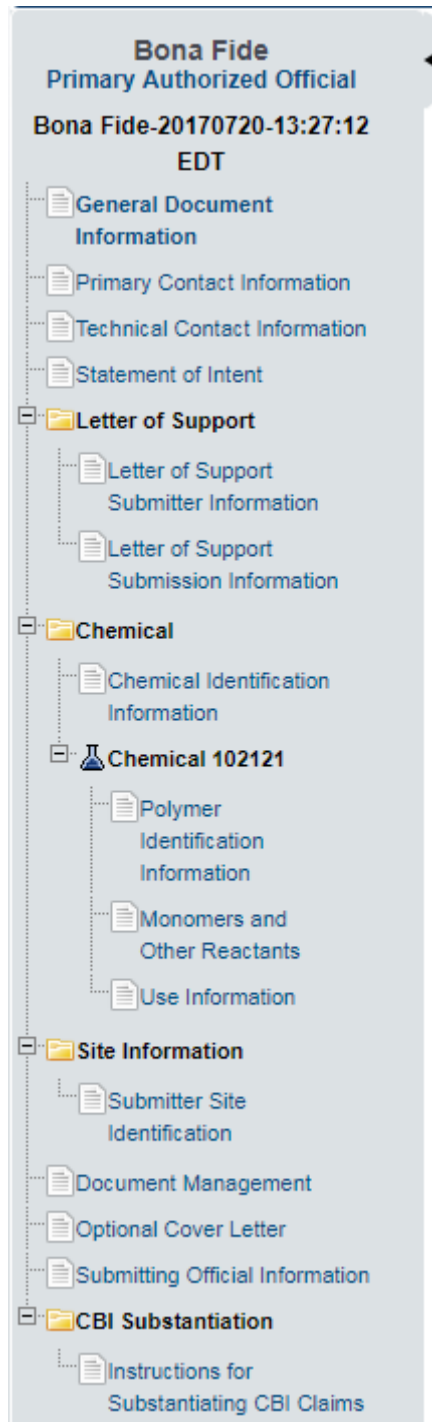 Bona Fide
Primary Authorized Official
Bona Fide-20170720-13:27:12
EDT
General Document
Information
Primary Contact Information
Technical Contact Information
Statement of Intent
Letter of Support
Letter of Support
Submitter Information
Letter of Support
Submission Information
Chemical
Chemical Identification
Information
Chemical 102121
Polymer
Identification
Information
Monomers and
Other Reactants
Use Information
Site Information
Submitter Site
Identification
Document Management
Optional Cover Letter
Submitting Official Information
CBI Substantiation
Instructions for
Substantiating CBI Claims